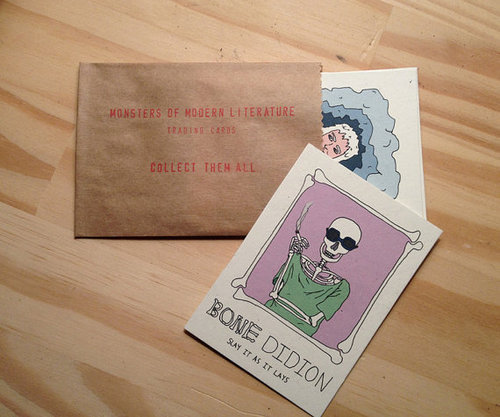 MONSTERS OF MODERN LITERATURE
TRADING CARDS
COLLECT THEM ALL
BONE DIDION
SLAY IT AS IT LAYS